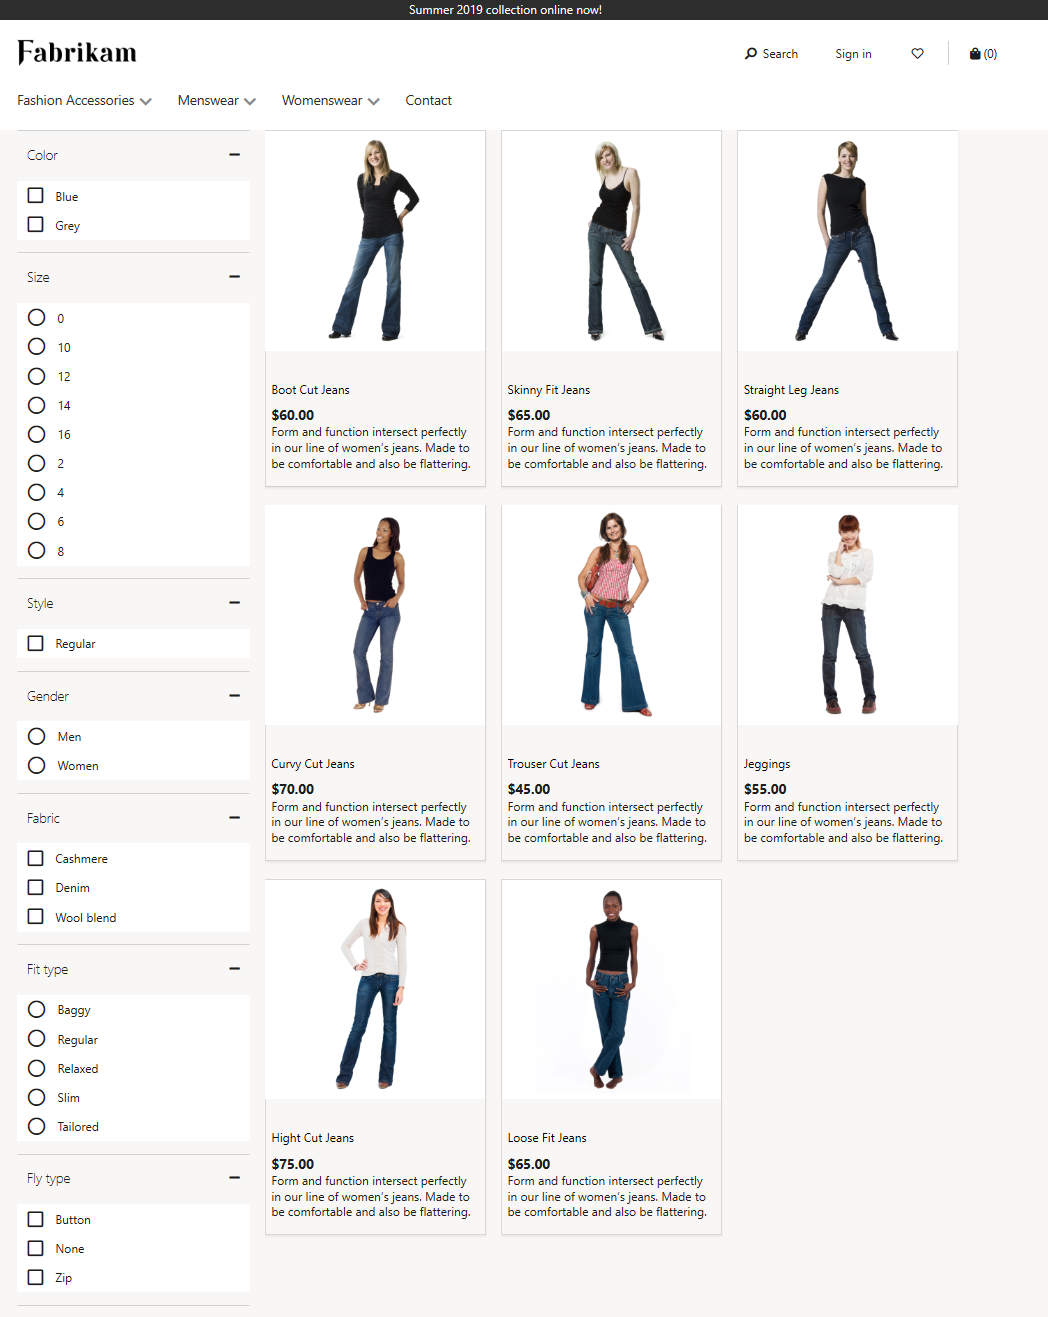 Summer 2019 collection online now!
Fabrikam
Search
Sign in
(0)
Fashion Accessories
Menswear
Womenswear
Contact
Color
Blue
Grey
Size
0
10
12
14
16
2
4
6
8
Style
Regular
Gender
Men
Women
Fabric
Cashmere
Denim
Wool blend
Fit type
Baggy
Regular
Relaxed
Slim
Tailored
Fly type
Button
None
Zip
Boot Cut Jeans
$60.00
Form and function intersect perfectly
in our line of women's jeans. Made to
be comfortable and also be flattering.
Skinny Fit Jeans
$65.00
Form and function intersect perfectly
in our line of women's jeans. Made to
be comfortable and also be flattering.
Straight Leg Jeans
$60.00
Form and function intersect perfectly
in our line of women's jeans. Made to
be comfortable and also be flattering.
Curvy Cut Jeans
$70.00
Form and function intersect perfectly
in our line of women's jeans. Made to
be comfortable and also be flattering.
Trouser Cut Jeans
$45.00
Form and function intersect perfectly
in our line of women's jeans. Made to
be comfortable and also be flattering.
Jeggings
$55.00
Form and function intersect perfectly
in our line of women's jeans. Made to
be comfortable and also be flattering.
Hight Cut Jeans
$75.00
Form and function intersect perfectly
in our line of women's jeans. Made to
be comfortable and also be flattering.
Loose Fit Jeans
$65.00
Form and function intersect perfectly
in our line of women's jeans. Made to
be comfortable and also be flattering.